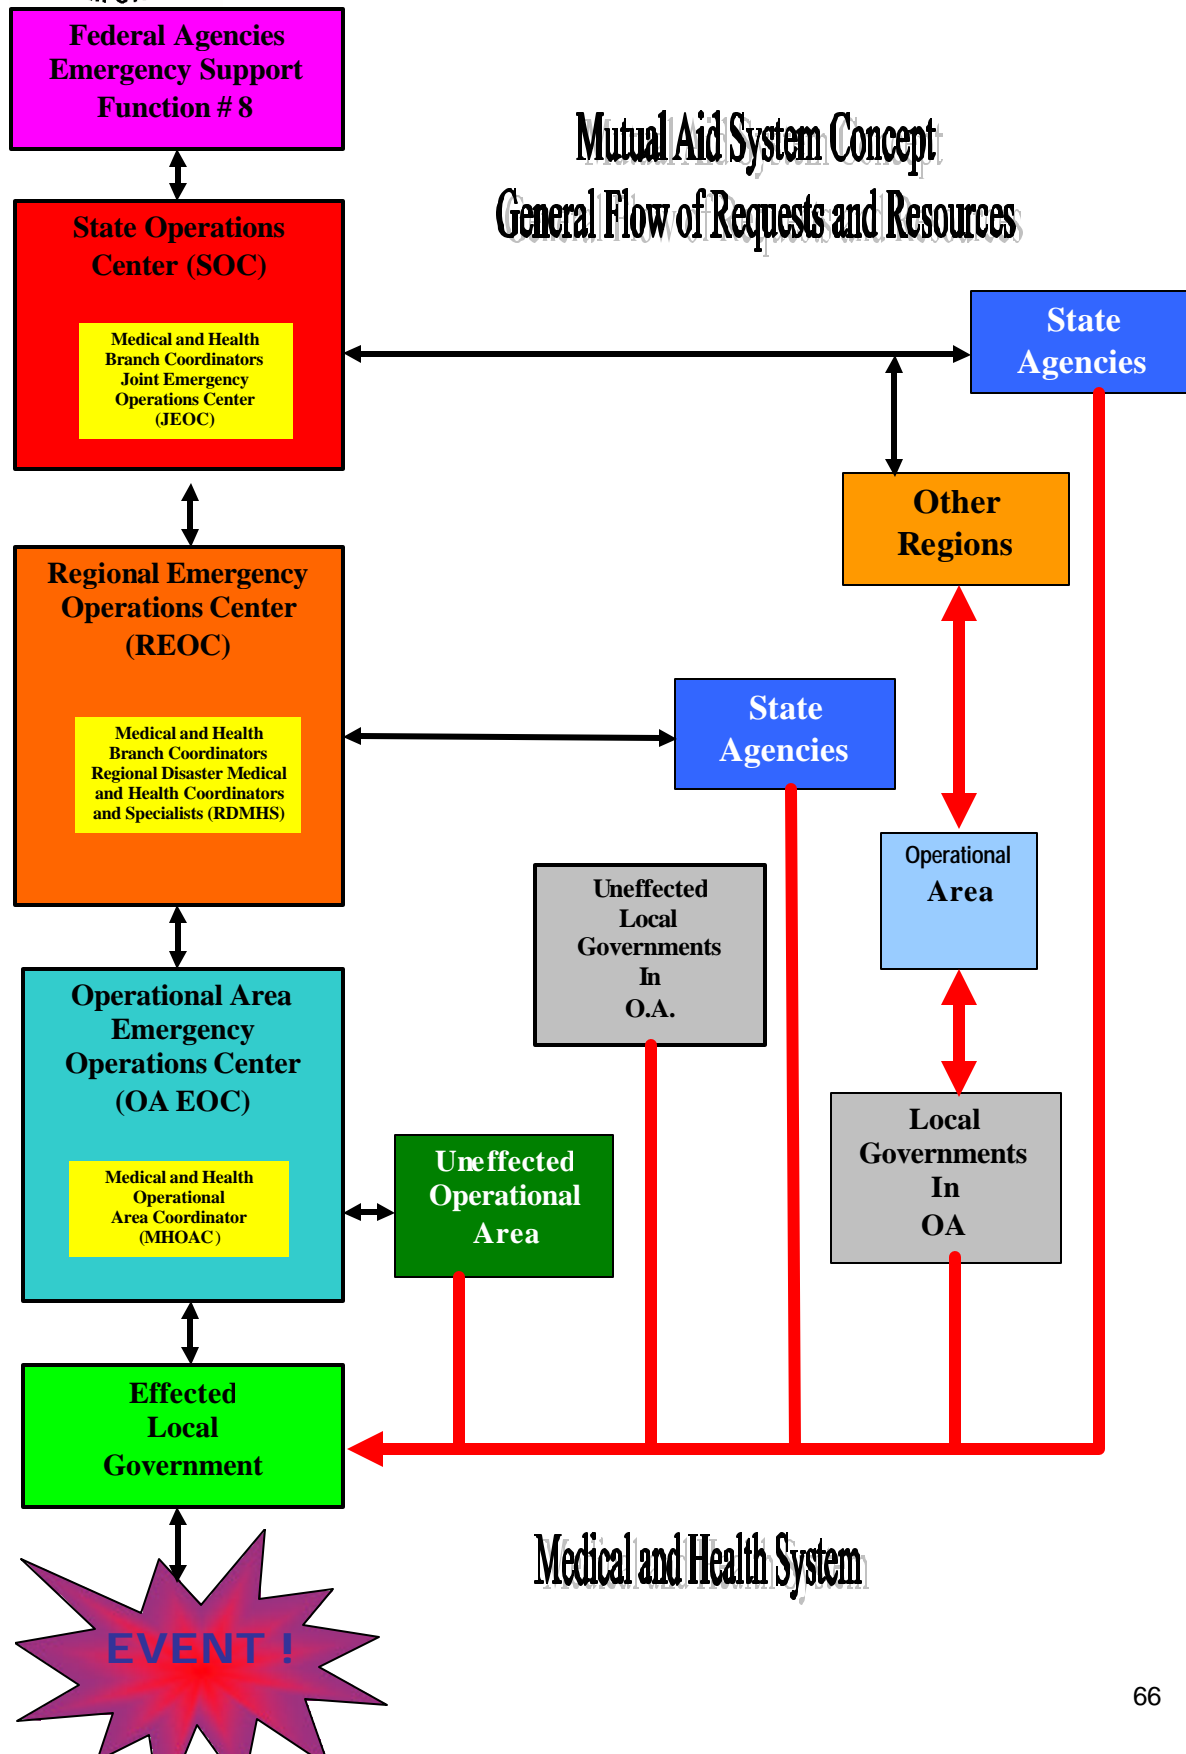 Federal Agencies
Emergency Support
Function # 8
Mutual Aid System Concept
General Flow of Requests and Resources
State Operations
Center (SOC)
Medical and Health
Branch Coordinators
Joint Emergency
Operations Center
(JEOC)
State
Agencies
Other
Regions
Regional Emergency
Operations Center
(REOC)
Medical and Health
Branch Coordinators
Regional Disaster Medical
and Health Coordinators
and Specialists (RDMHS)
State
Agencies
Operational
Area
Uneffected
Local
Governments
In
O.A.
Operational Area
Emergency
Operations Center
(OA EOC)
Medical and Health
Operational
Area Coordinator
(MHOAC)
Uneffected
Operational
Area
Local
Governments
In
OA
Effected
Local
Government
Medical and Health System
EVENT !
66